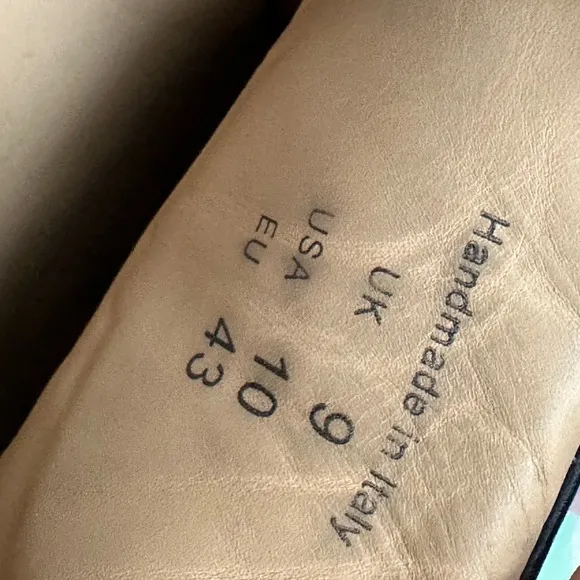 Handmade in Italy
UK 9
USA 10
EU 43